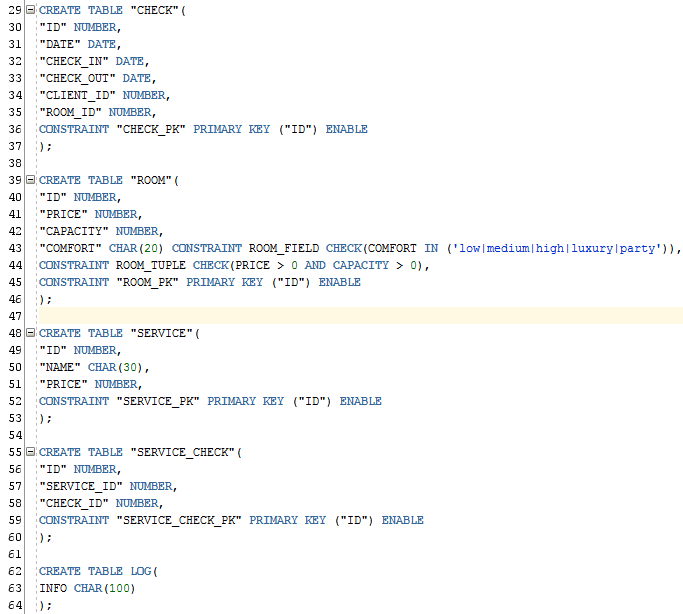 29 CREATE TABLE "CHECK"(
30 "ID" NUMBER,
31 "DATE" DATE,
32 "CHECK_IN" DATE,
33 "CHECK_OUT" DATE,
34 "CLIENT_ID" NUMBER,
35 "ROOM_ID" NUMBER,
36 CONSTRAINT "CHECK_PK" PRIMARY KEY ("ID") ENABLE
37 );
38
39 CREATE TABLE "ROOM"(
40 "ID" NUMBER,
41 "PRICE" NUMBER,
42 "CAPACITY" NUMBER,
43 "COMFORT" CHAR(20) CONSTRAINT ROOM_FIELD CHECK(COMFORT IN ('low|medium|high|luxury|party')),
44 CONSTRAINT ROOM_TUPLE CHECK(PRICE > 0 AND CAPACITY > 0),
45 CONSTRAINT "ROOM_PK" PRIMARY KEY ("ID") ENABLE
46 );
47
48 CREATE TABLE "SERVICE"(
49 "ID" NUMBER,
50 "NAME" CHAR(30),
51 "PRICE" NUMBER,
52 CONSTRAINT "SERVICE_PK" PRIMARY KEY ("ID") ENABLE
53 );
54
55 CREATE TABLE "SERVICE_CHECK"(
56 "ID" NUMBER,
57 "SERVICE_ID" NUMBER,
58 "CHECK_ID" NUMBER,
59 CONSTRAINT "SERVICE_CHECK_PK" PRIMARY KEY ("ID") ENABLE
60 );
61
62 CREATE TABLE LOG(
63 INFO CHAR(100)
64 );